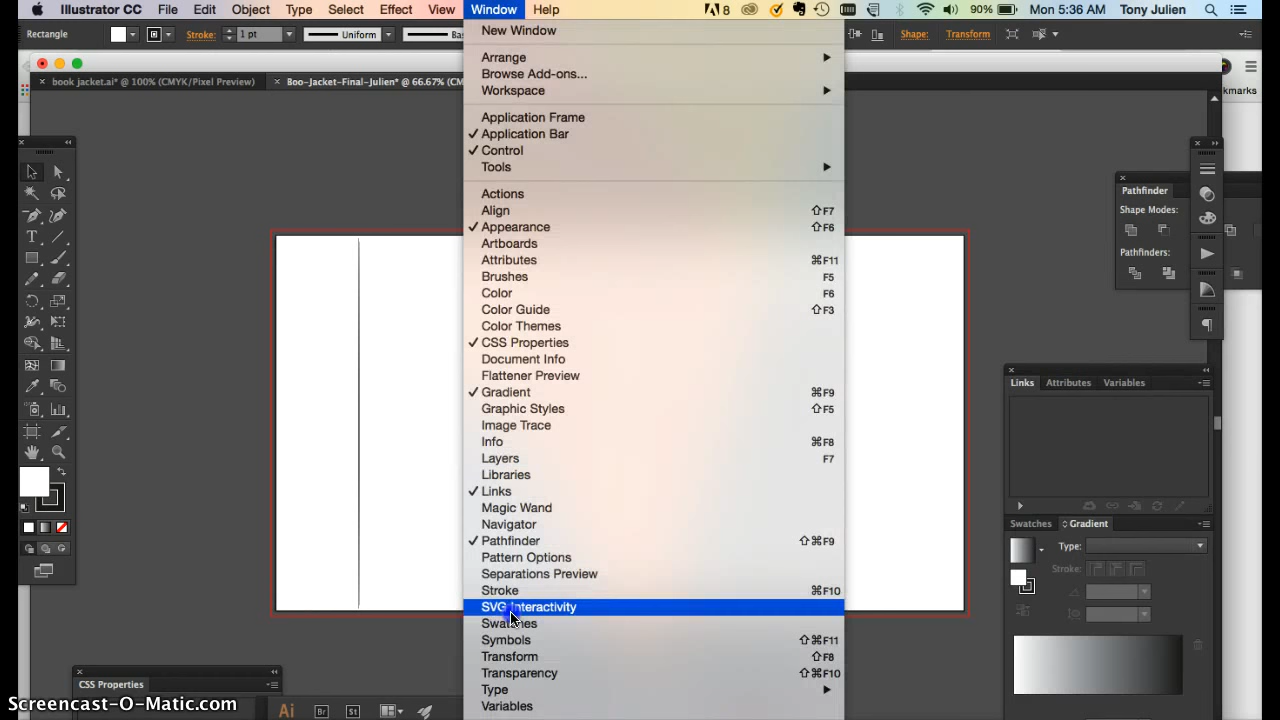 Illustrator CC File Edit Object Type Select Effect View Window Help 8 90% Mon 5:36 AM Tony Julien
Rectangle Stroke: 1 pt Uniform Shape: Transform
book jacket.ai* @ 100% (CMYK/Pixel Preview) Boo-Jacket-Final-Julien* @ 66.67%
New Window
Arrange
Browse Add-ons...
Workspace
Application Frame
Application Bar
Control
Tools
Actions
Align ⇧F7
Appearance ⇧F6
Artboards
Attributes ⌘F11
Brushes F5
Color F6
Color Guide ⇧F3
Color Themes
CSS Properties
Document Info
Flattener Preview
Gradient ⌘F9
Graphic Styles ⇧F5
Image Trace
Info ⌘F8
Layers F7
Libraries
Links
Magic Wand
Navigator
Pathfinder ⇧⌘F9
Pattern Options
Separations Preview
Stroke ⌘F10
SVG Interactivity
Swatches
Symbols ⇧⌘F11
Transform ⇧F8
Transparency ⇧⌘F10
Type
Variables
Pathfinder
Shape Modes:
Pathfinders:
Links Attributes Variables
Swatches Gradient
Type:
Stroke:
CSS Properties
Ai Br St
Screencast-O-Matic.com